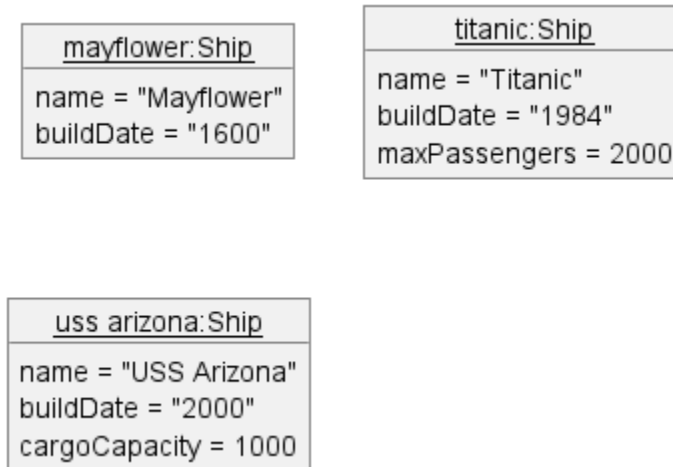 mayflower:Ship
name = "Mayflower"
buildDate = "1600"
titanic:Ship
name = "Titanic"
buildDate = "1984"
maxPassengers = 2000
uss arizona:Ship
name = "USS Arizona"
buildDate = "2000"
cargoCapacity = 1000